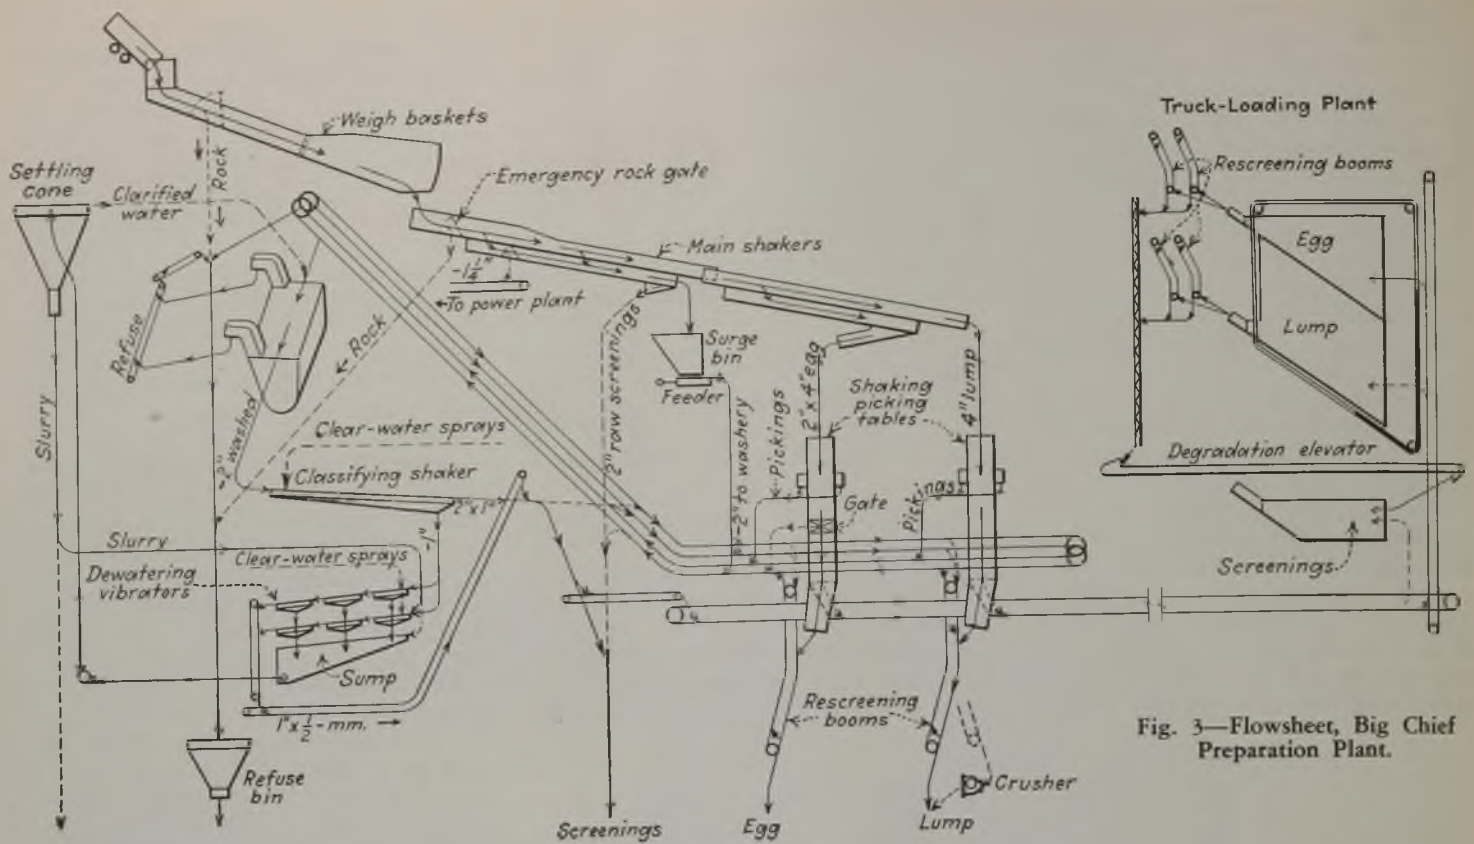 Weigh baskets
Truck-Loading Plant
Rescreening booms
Settling
cone
Clarified
water
Rock
Emergency rock gate
Main shakers
Egg
-1 1/4"
To power plant
Lump
Refuse
Rock
2" raw screenings
Surge
bin
Feeder
2"x4" egg
4" lump
Shaking
picking
tables
Slurry
-2" washed
Clear-water sprays
Classifying shaker
2"x1"
-1"
-2" to washery
Pickings
Gate
Pickings
Degradation elevator
Screenings
Slurry
Clear-water sprays
Dewatering
vibrators
Sump
1"x 1/2-mm.
Rescreening
booms
Refuse
bin
Crusher
Screenings
Egg
Lump
Fig. 3—Flowsheet, Big Chief
Preparation Plant.